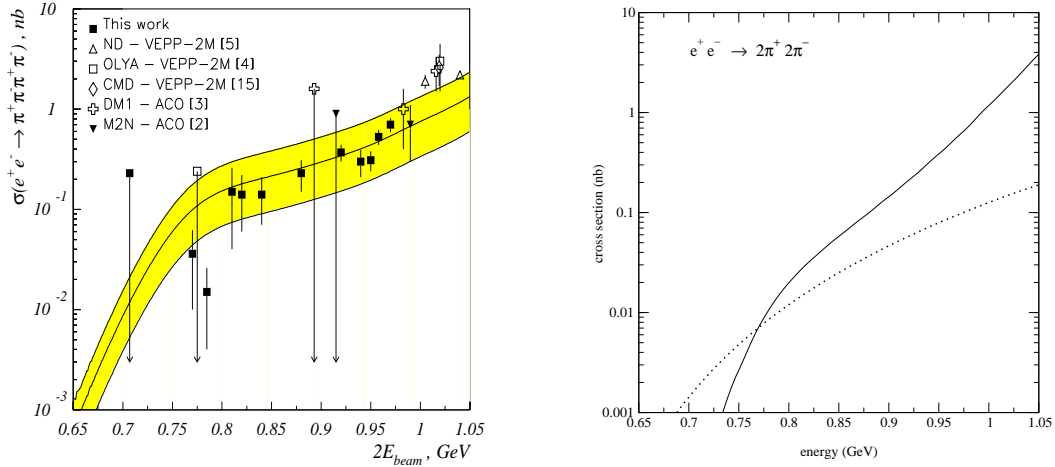 σ(e⁺ e⁻ → π⁺ π⁻ π⁺ π⁻) , nb
10
1
10⁻¹
10⁻²
10⁻³
This work
ND – VEPP-2M [5]
OLYA – VEPP-2M [4]
CMD – VEPP-2M [15]
DM1 – ACO [3]
M2N – ACO [2]
0.65 0.7 0.75 0.8 0.85 0.9 0.95 1 1.05
2E_beam , GeV
e⁺ e⁻ → 2π⁺ 2π⁻
cross section (nb)
10
1
0.1
0.01
0.001
0.65 0.7 0.75 0.8 0.85 0.9 0.95 1 1.05
energy (GeV)